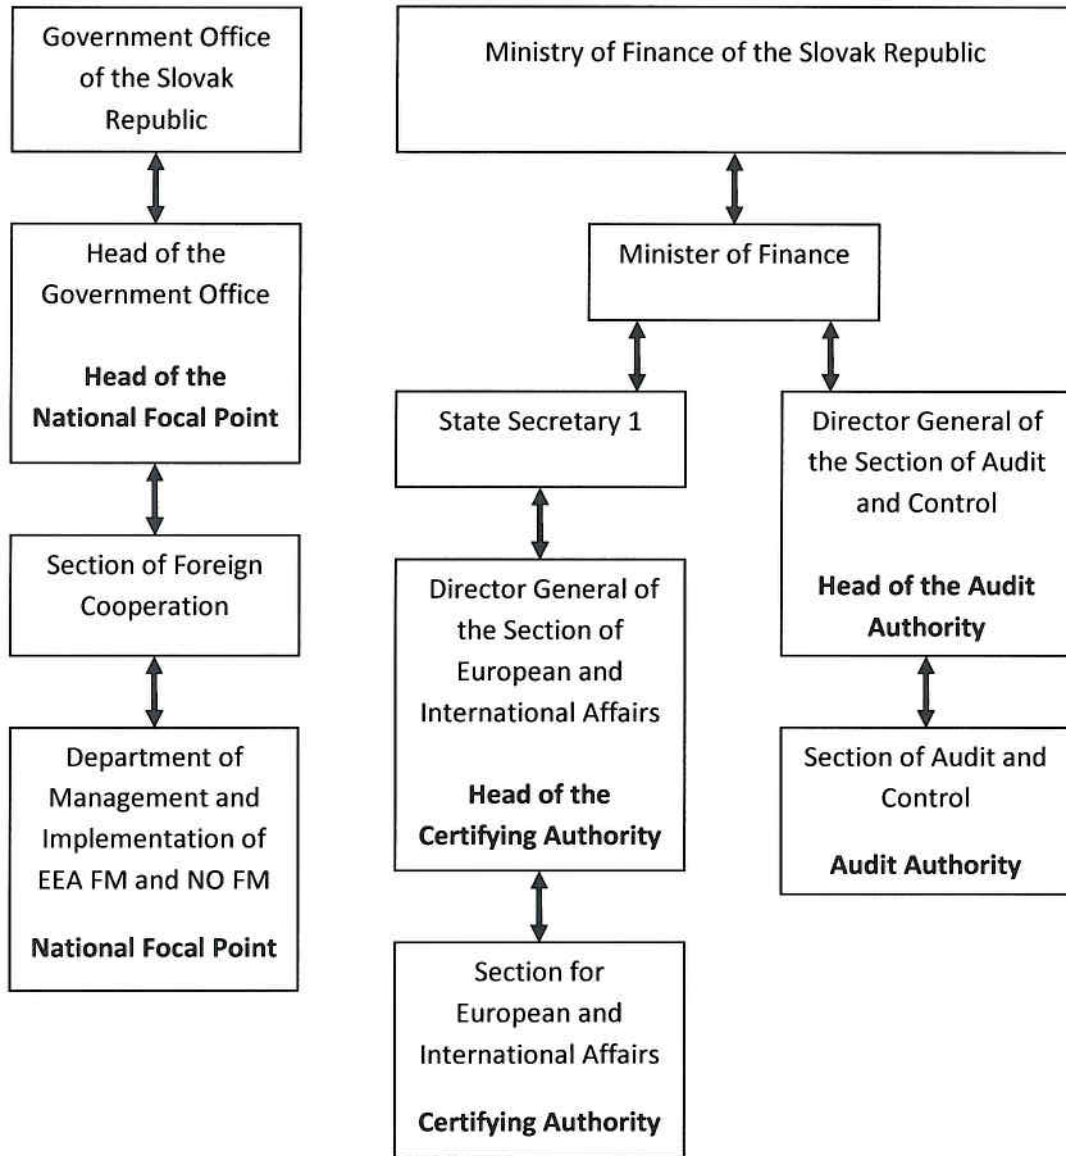 Government Office
of the Slovak
Republic
Ministry of Finance of the Slovak Republic
Head of the
Government Office
Head of the
National Focal Point
Minister of Finance
State Secretary 1
Director General of
the Section of Audit
and Control
Head of the Audit
Authority
Section of Foreign
Cooperation
Director General of
the Section of
European and
International Affairs
Head of the
Certifying Authority
Department of
Management and
Implementation of
EEA FM and NO FM
National Focal Point
Section of Audit and
Control
Audit Authority
Section for
European and
International Affairs
Certifying Authority